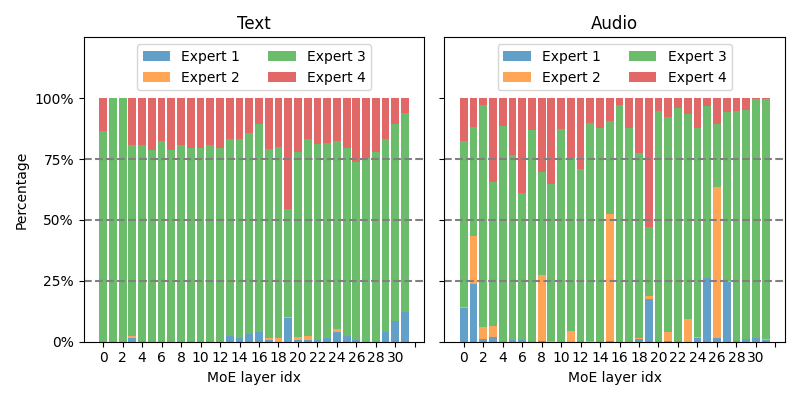 Text Audio
Expert 1 Expert 3 Expert 1 Expert 3
Expert 2 Expert 4 Expert 2 Expert 4
100%
75%
50%
25%
0%
Percentage
0 2 4 6 8 10 12 14 16 18 20 22 24 26 28 30 0 2 4 6 8 10 12 14 16 18 20 22 24 26 28 30
MoE layer idx MoE layer idx